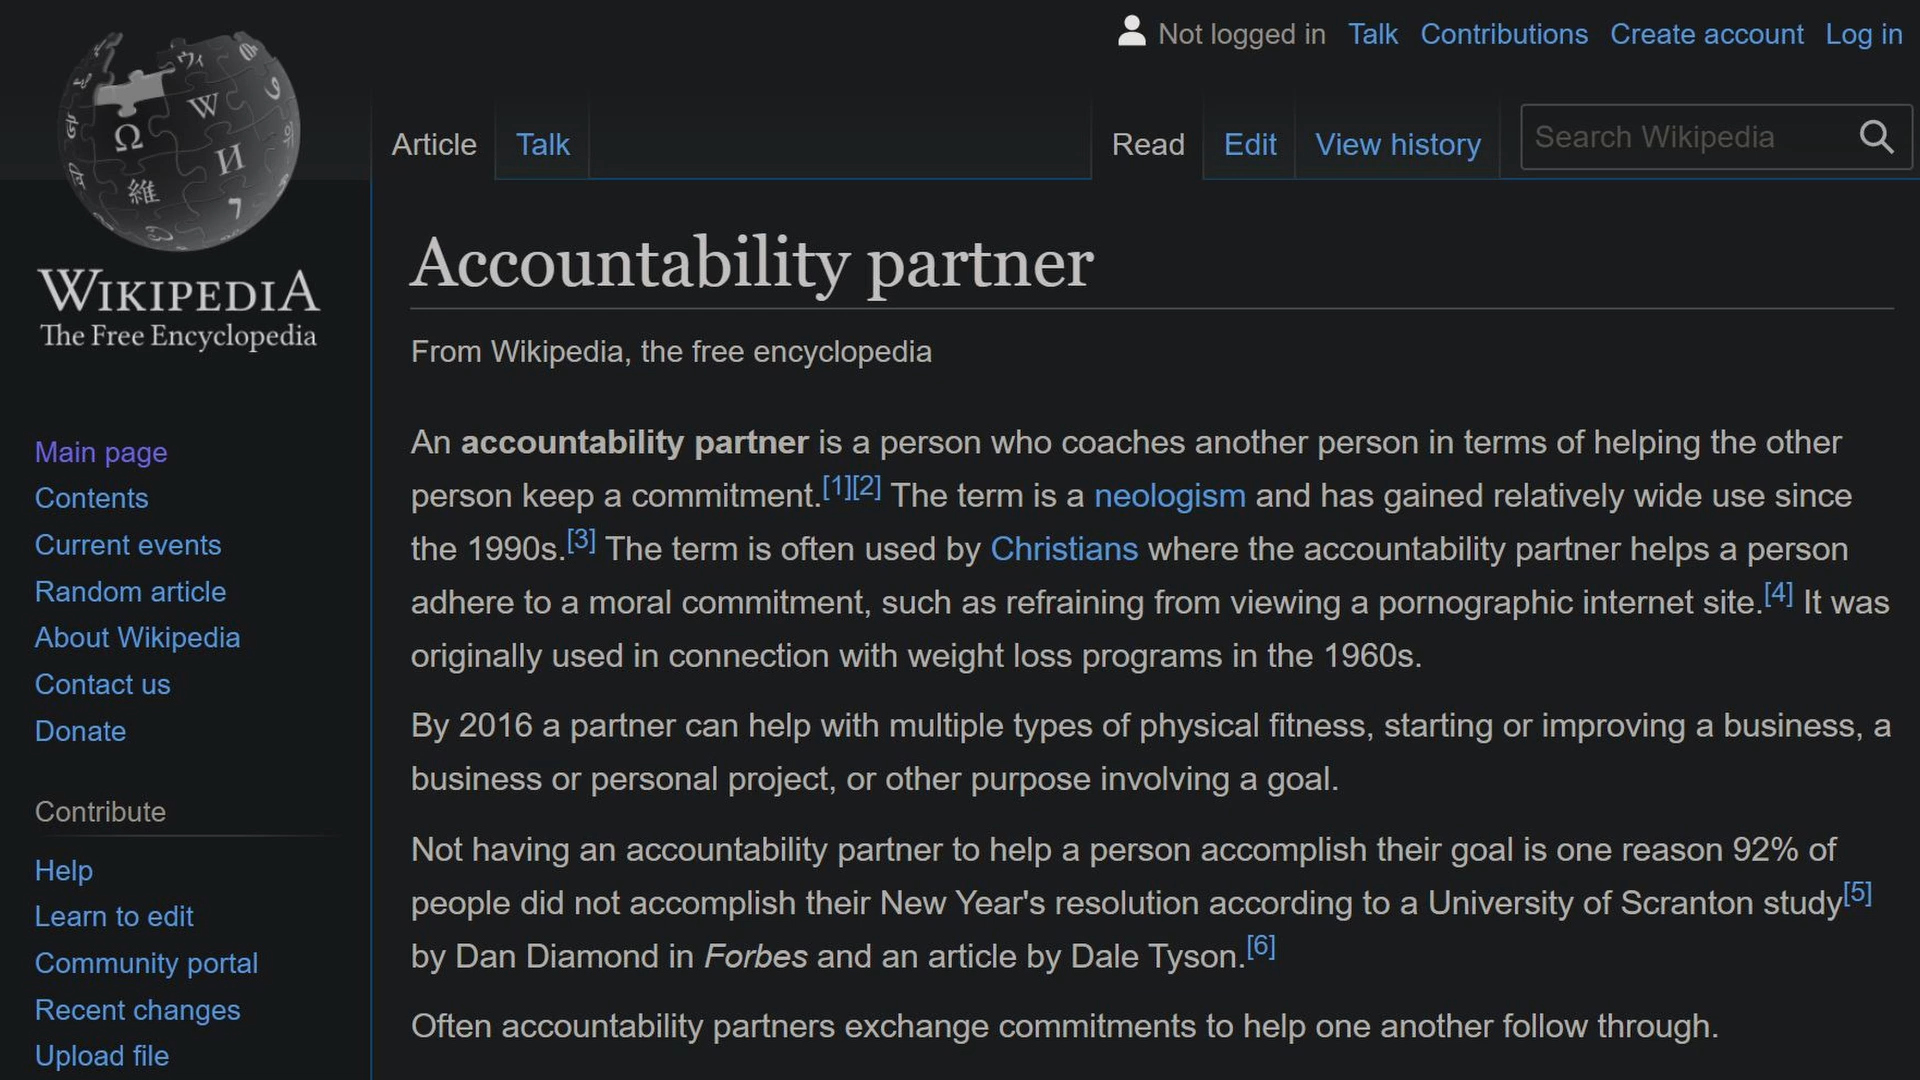 Not logged in Talk Contributions Create account Log in
Article Talk Read Edit View history Search Wikipedia
Ω W И 維 ウィ
WIKIPEDIA
The Free Encyclopedia
Main page
Contents
Current events
Random article
About Wikipedia
Contact us
Donate
Contribute
Help
Learn to edit
Community portal
Recent changes
Upload file
Accountability partner
From Wikipedia, the free encyclopedia
An accountability partner is a person who coaches another person in terms of helping the other
person keep a commitment.[1][2] The term is a neologism and has gained relatively wide use since
the 1990s.[3] The term is often used by Christians where the accountability partner helps a person
adhere to a moral commitment, such as refraining from viewing a pornographic internet site.[4] It was
originally used in connection with weight loss programs in the 1960s.
By 2016 a partner can help with multiple types of physical fitness, starting or improving a business, a
business or personal project, or other purpose involving a goal.
Not having an accountability partner to help a person accomplish their goal is one reason 92% of
people did not accomplish their New Year's resolution according to a University of Scranton study[5]
by Dan Diamond in Forbes and an article by Dale Tyson.[6]
Often accountability partners exchange commitments to help one another follow through.